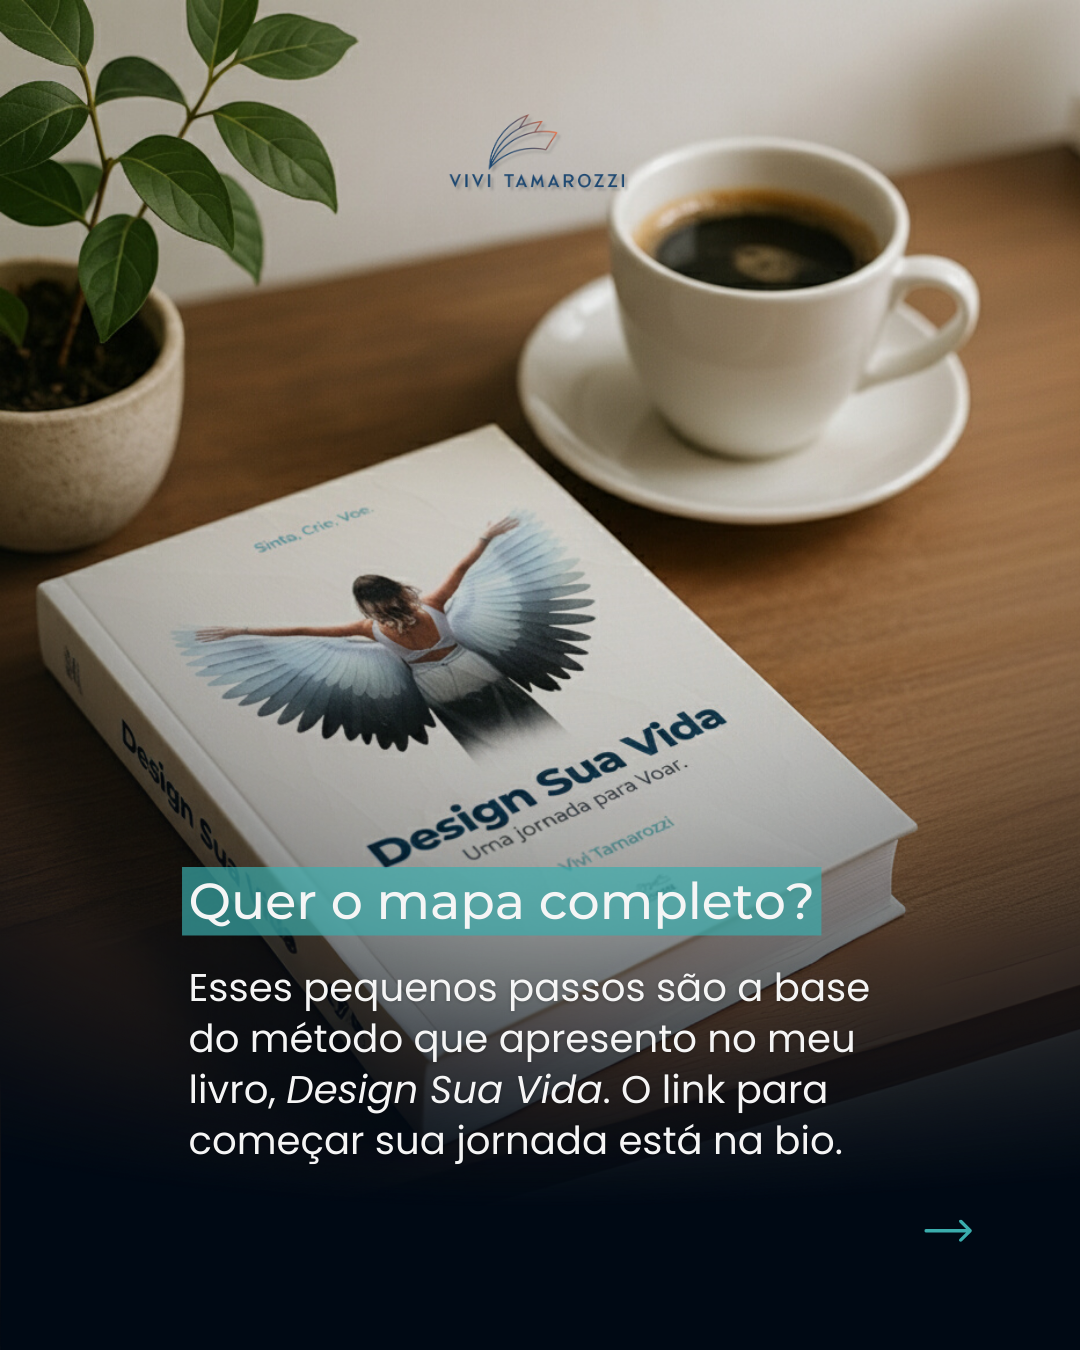 VIVI TAMAROZZI
Sinta. Crie. Voe.
Design Sua Vida
Uma jornada para Voar.
Vivi Tamarozzi
Design Sua
Quer o mapa completo?
Esses pequenos passos são a base
do método que apresento no meu
livro, Design Sua Vida. O link para
começar sua jornada está na bio.